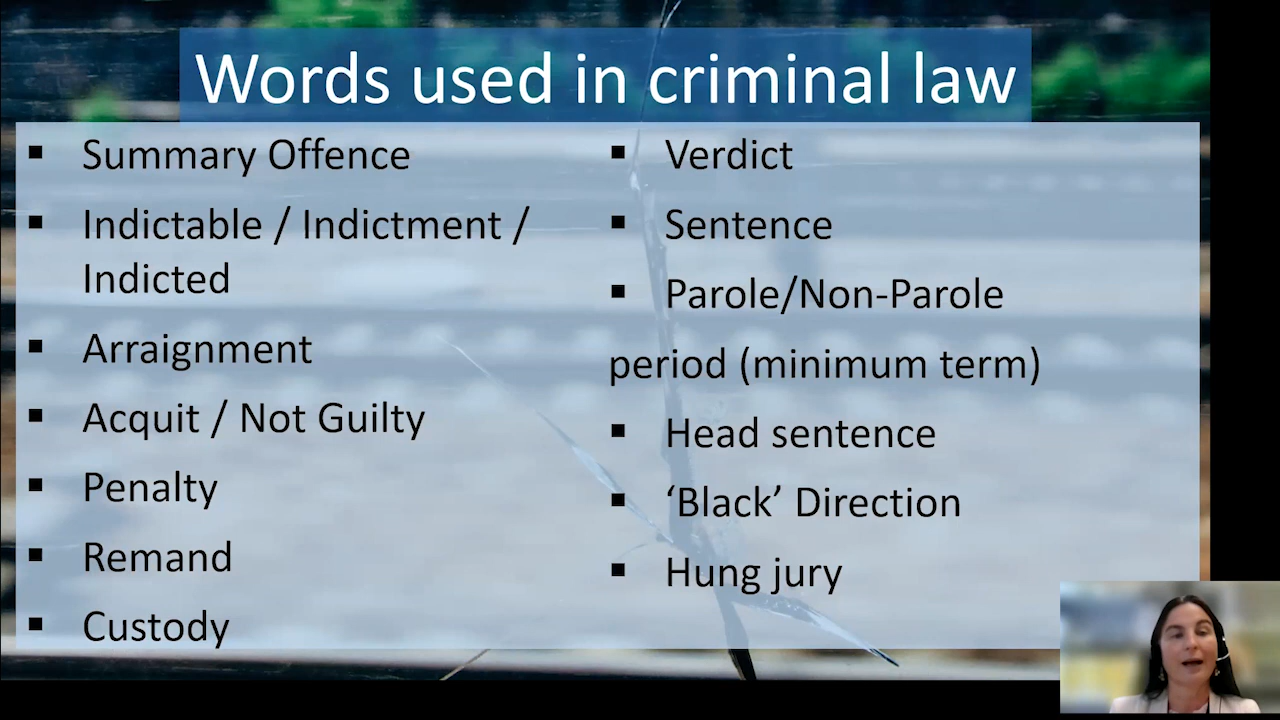 Words used in criminal law
▪ Summary Offence
▪ Indictable / Indictment /
Indicted
▪ Arraignment
▪ Acquit / Not Guilty
▪ Penalty
▪ Remand
▪ Custody
▪ Verdict
▪ Sentence
▪ Parole/Non-Parole
period (minimum term)
▪ Head sentence
▪ ‘Black’ Direction
▪ Hung jury